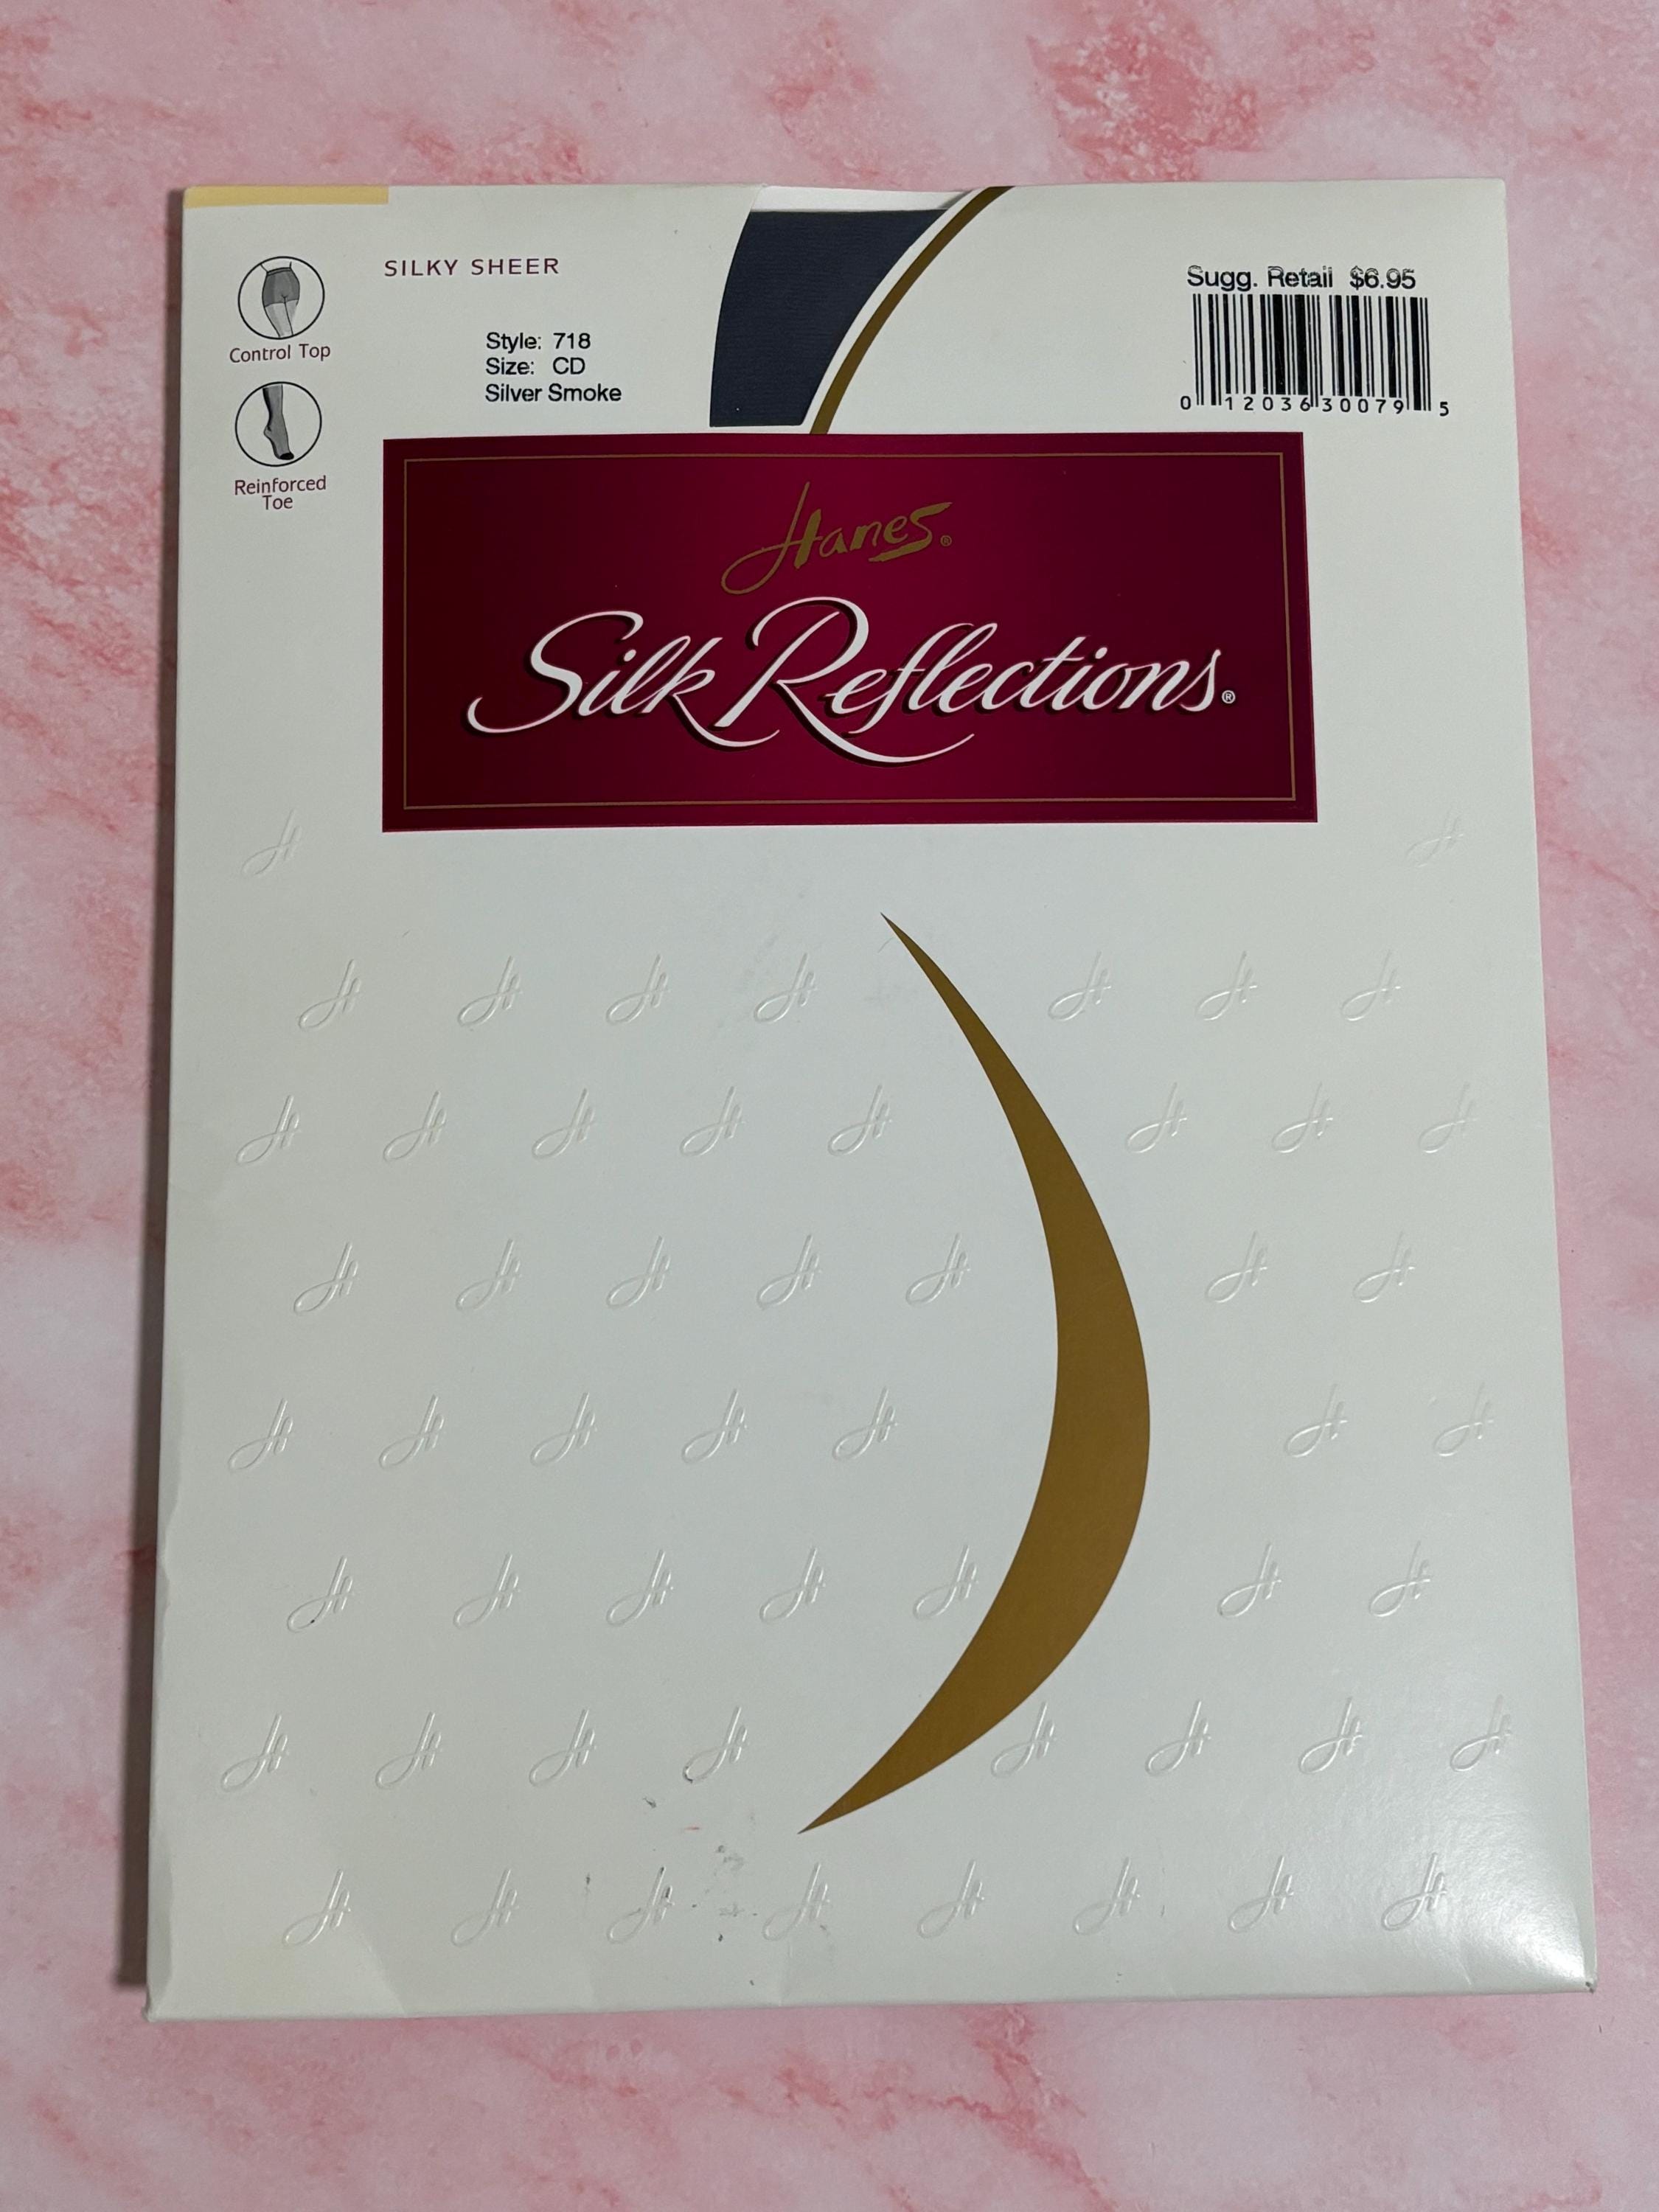 SILKY SHEER
Control Top
Reinforced
Toe
Style: 718
Size: CD
Silver Smoke
Sugg. Retail $6.95
0 12036 30079 5
Hanes®
Silk Reflections®